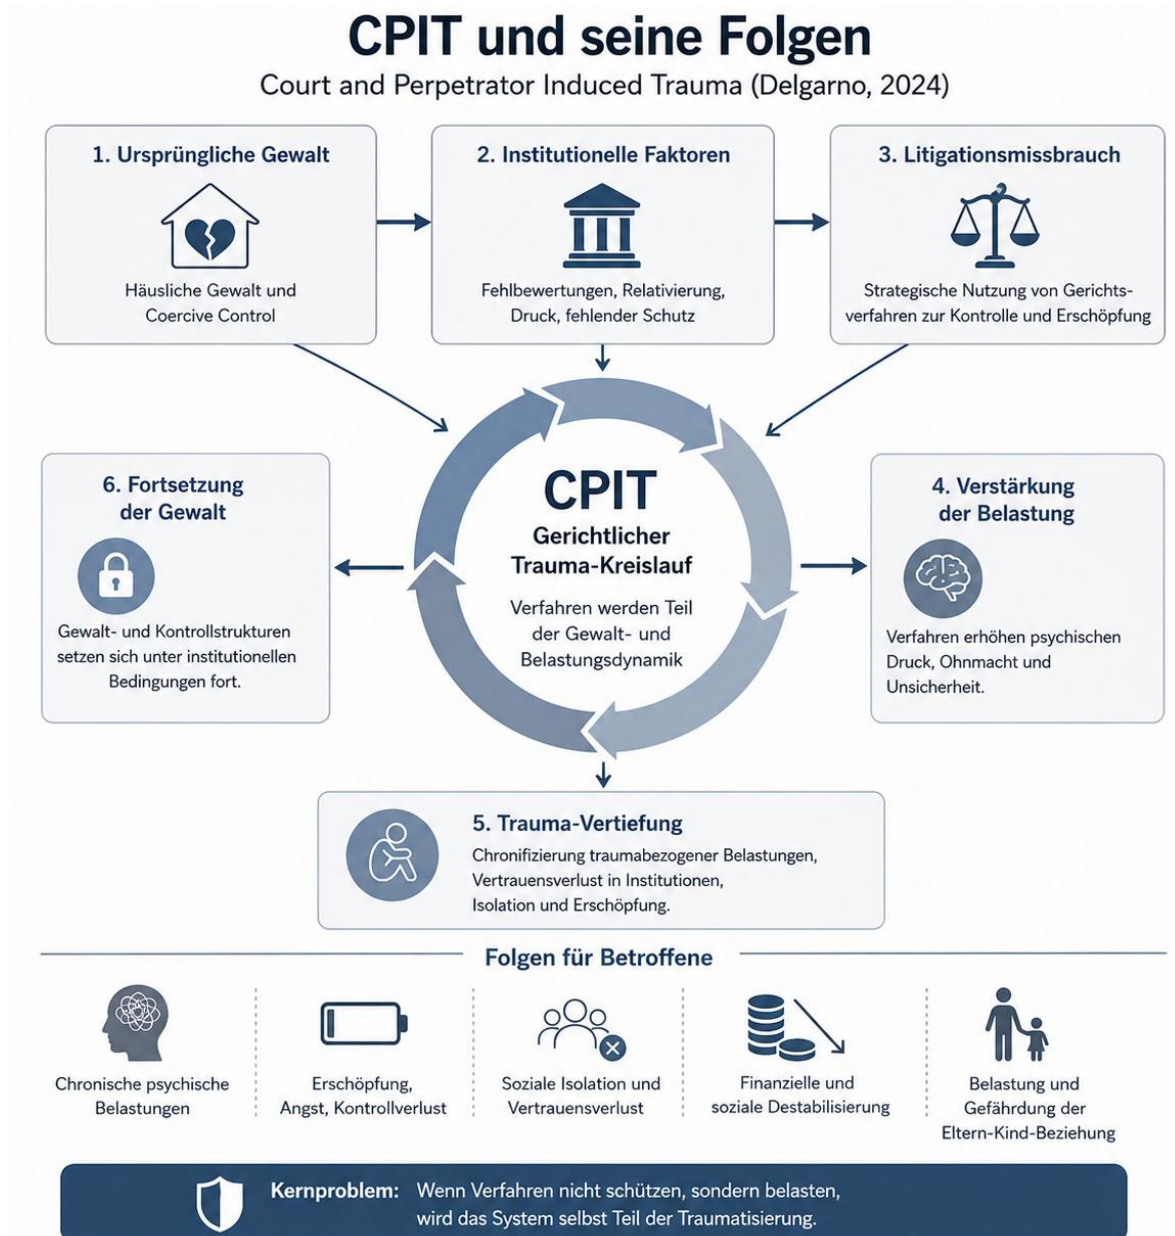 CPIT und seine Folgen
Court and Perpetrator Induced Trauma (Delgarno, 2024)
1. Ursprüngliche Gewalt
Häusliche Gewalt und
Coercive Control
2. Institutionelle Faktoren
Fehlbewertungen, Relativierung,
Druck, fehlender Schutz
3. Litigationsmissbrauch
Strategische Nutzung von Gerichts-
verfahren zur Kontrolle und Erschöpfung
CPIT
Gerichtlicher
Trauma-Kreislauf
Verfahren werden Teil
der Gewalt- und
Belastungsdynamik
4. Verstärkung
der Belastung
Verfahren erhöhen psychischen
Druck, Ohnmacht und
Unsicherheit.
5. Trauma-Vertiefung
Chronifizierung traumabezogener Belastungen,
Vertrauensverlust in Institutionen,
Isolation und Erschöpfung.
6. Fortsetzung
der Gewalt
Gewalt- und Kontrollstrukturen
setzen sich unter institutionellen
Bedingungen fort.
Folgen für Betroffene
Chronische psychische
Belastungen
Erschöpfung,
Angst, Kontrollverlust
Soziale Isolation und
Vertrauensverlust
Finanzielle und
soziale Destabilisierung
Belastung und
Gefährdung der
Eltern-Kind-Beziehung
Kernproblem: Wenn Verfahren nicht schützen, sondern belasten,
wird das System selbst Teil der Traumatisierung.